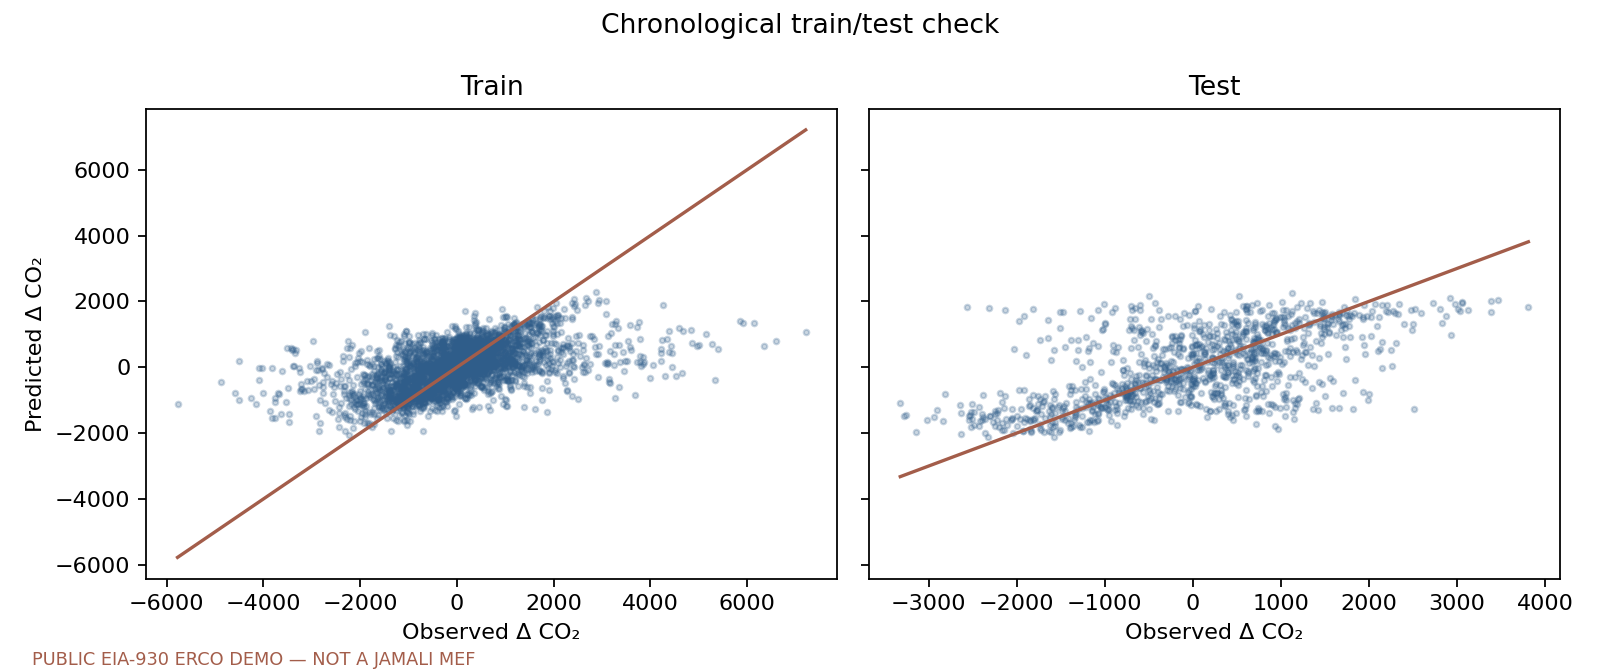 Chronological train/test check
Train
Test
Predicted Δ CO₂
6000
4000
2000
0
−2000
−4000
−6000
−6000 −4000 −2000 0 2000 4000 6000
−3000 −2000 −1000 0 1000 2000 3000 4000
Observed Δ CO₂
Observed Δ CO₂
PUBLIC EIA-930 ERCO DEMO — NOT A JAMALI MEF